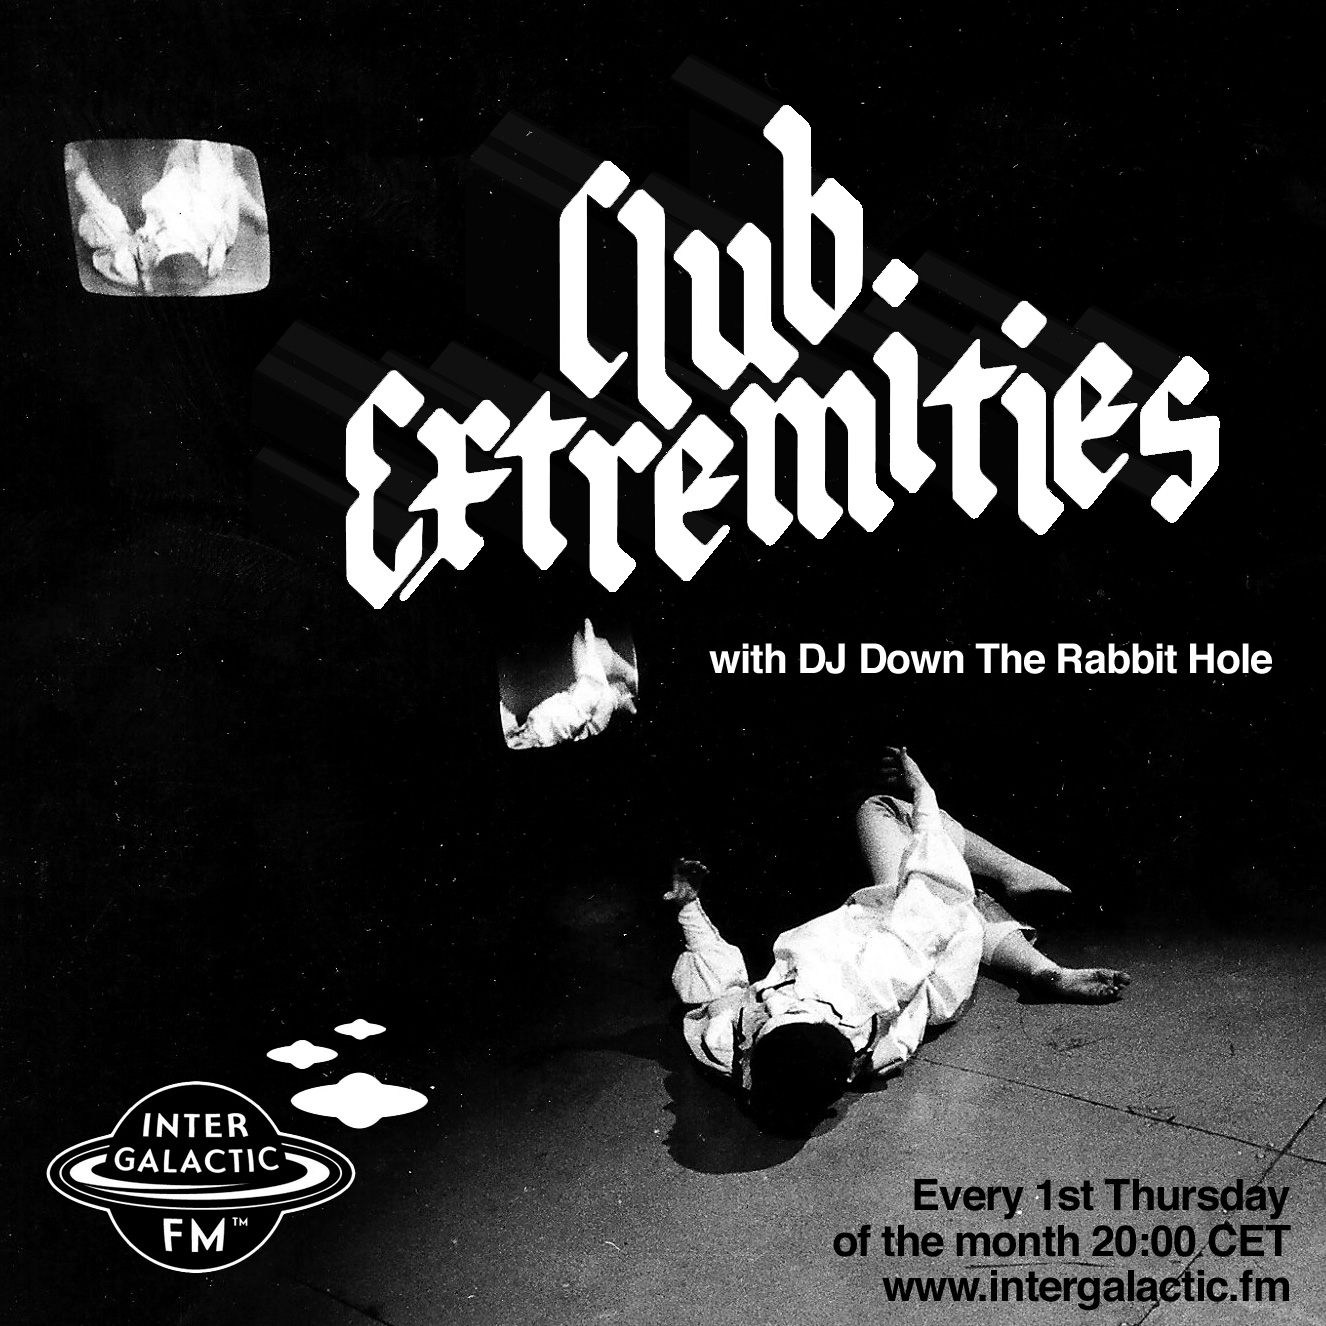 Club
Extremities
with DJ Down The Rabbit Hole
INTER
GALACTIC
FM™
Every 1st Thursday
of the month 20:00 CET
www.intergalactic.fm